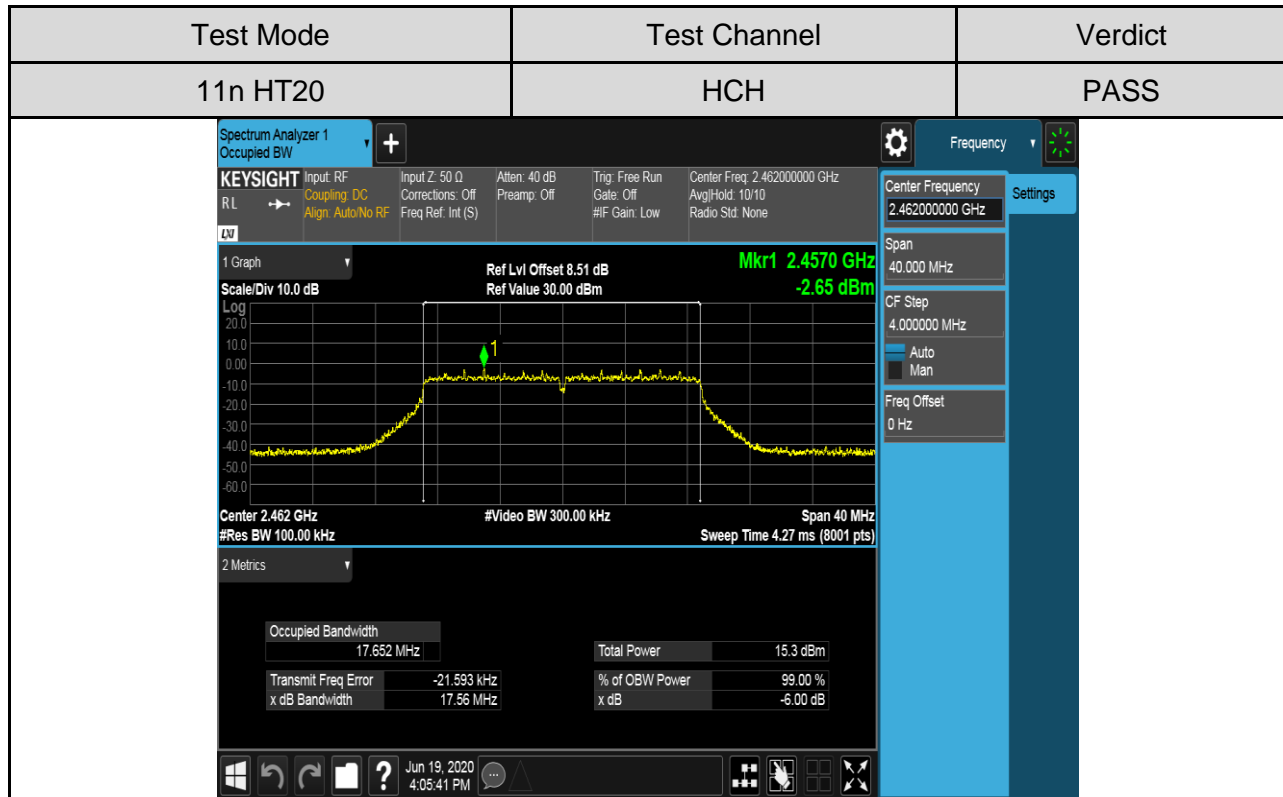 Test Mode Test Channel Verdict
11n HT20 HCH PASS
Spectrum Analyzer 1
Occupied BW
+
Frequency
KEYSIGHT Input: RF Input Z: 50 Ω Atten: 40 dB Trig: Free Run Center Freq: 2.462000000 GHz
RL Coupling: DC Corrections: Off Preamp: Off Gate: Off Avg|Hold: 10/10
Align: Auto/No RF Freq Ref: Int (S) #IF Gain: Low Radio Std: None
LXI
Center Frequency
2.462000000 GHz
Settings
Span
40.000 MHz
CF Step
4.000000 MHz
Auto
Man
Freq Offset
0 Hz
1 Graph Ref Lvl Offset 8.51 dB Mkr1 2.4570 GHz
Scale/Div 10.0 dB Ref Value 30.00 dBm -2.65 dBm
Log
20.0
10.0
1
0.00
-10.0
-20.0
-30.0
-40.0
-50.0
-60.0
Center 2.462 GHz #Video BW 300.00 kHz Span 40 MHz
#Res BW 100.00 kHz Sweep Time 4.27 ms (8001 pts)
2 Metrics
Occupied Bandwidth
17.652 MHz Total Power 15.3 dBm
Transmit Freq Error -21.593 kHz % of OBW Power 99.00 %
x dB Bandwidth 17.56 MHz x dB -6.00 dB
? Jun 19, 2020
4:05:41 PM